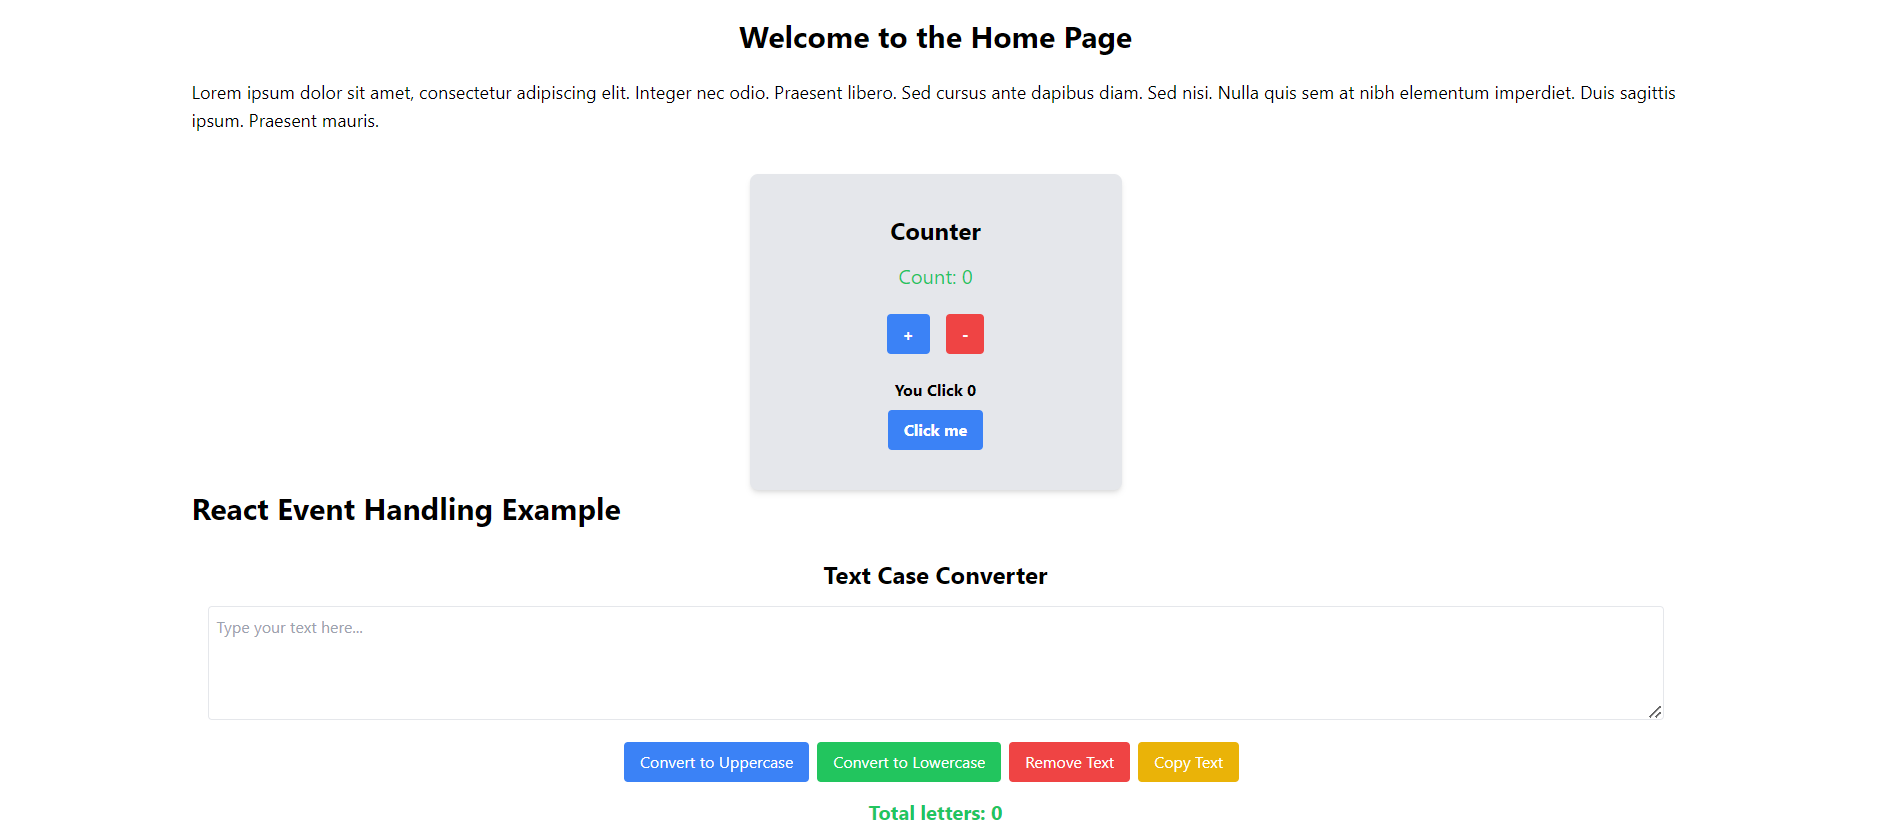 Welcome to the Home Page
Lorem ipsum dolor sit amet, consectetur adipiscing elit. Integer nec odio. Praesent libero. Sed cursus ante dapibus diam. Sed nisi. Nulla quis sem at nibh elementum imperdiet. Duis sagittis
ipsum. Praesent mauris.
Counter
Count: 0
+ -
You Click 0
Click me
React Event Handling Example
Text Case Converter
Type your text here...
Convert to Uppercase Convert to Lowercase Remove Text Copy Text
Total letters: 0